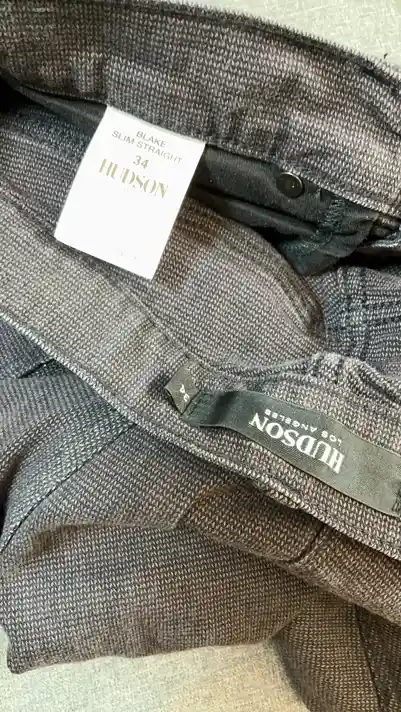 BLAKE
SLIM STRAIGHT
34
HUDSON
HUDSON
LOS ANGELES